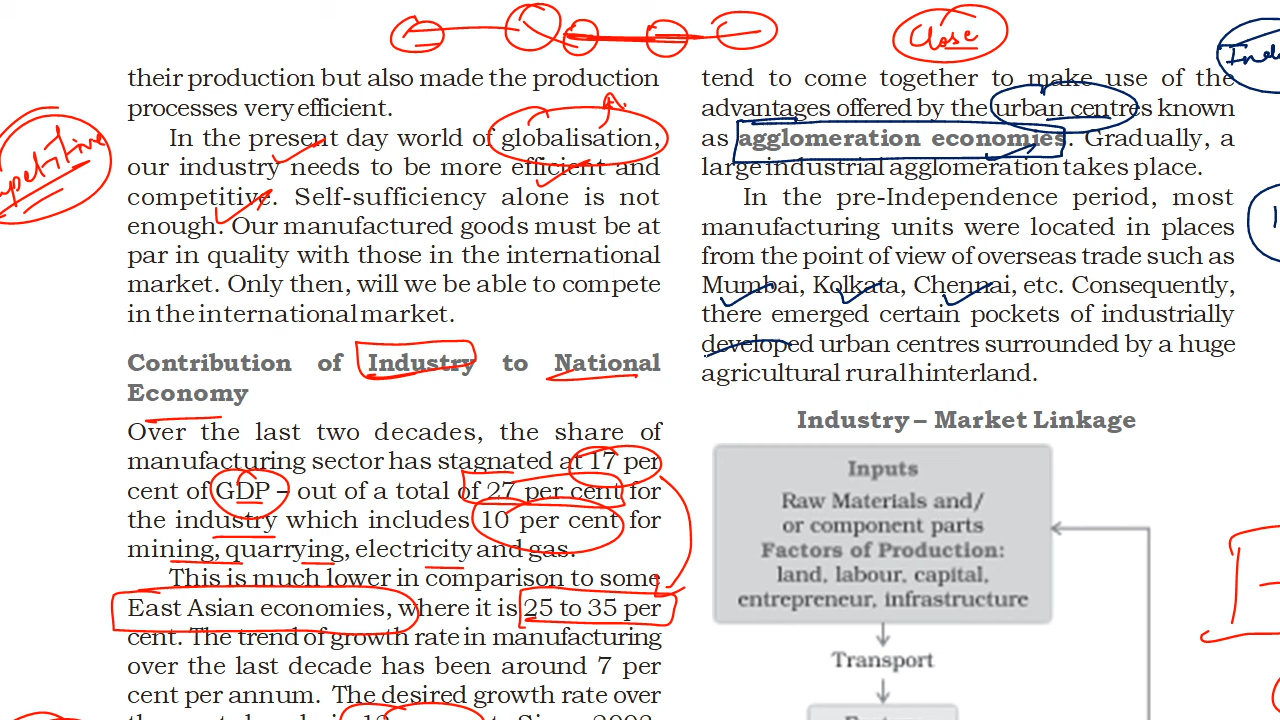 Close
their production but also made the production
processes very efficient.
In the present day world of globalisation,
our industry needs to be more efficient and
competitive. Self-sufficiency alone is not
enough. Our manufactured goods must be at
par in quality with those in the international
market. Only then, will we be able to compete
in the international market.
Contribution of Industry to National
Economy
Over the last two decades, the share of
manufacturing sector has stagnated at 17 per
cent of GDP – out of a total of 27 per cent for
the industry which includes 10 per cent for
mining, quarrying, electricity and gas.
This is much lower in comparison to some
East Asian economies, where it is 25 to 35 per
cent. The trend of growth rate in manufacturing
over the last decade has been around 7 per
cent per annum. The desired growth rate over
tend to come together to make use of the
advantages offered by the urban centres known
as agglomeration economies. Gradually, a
large industrial agglomeration takes place.
In the pre-Independence period, most
manufacturing units were located in places
from the point of view of overseas trade such as
Mumbai, Kolkata, Chennai, etc. Consequently,
there emerged certain pockets of industrially
developed urban centres surrounded by a huge
agricultural rural hinterland.
Industry – Market Linkage
Inputs
Raw Materials and/
or component parts
Factors of Production:
land, labour, capital,
entrepreneur, infrastructure
Transport